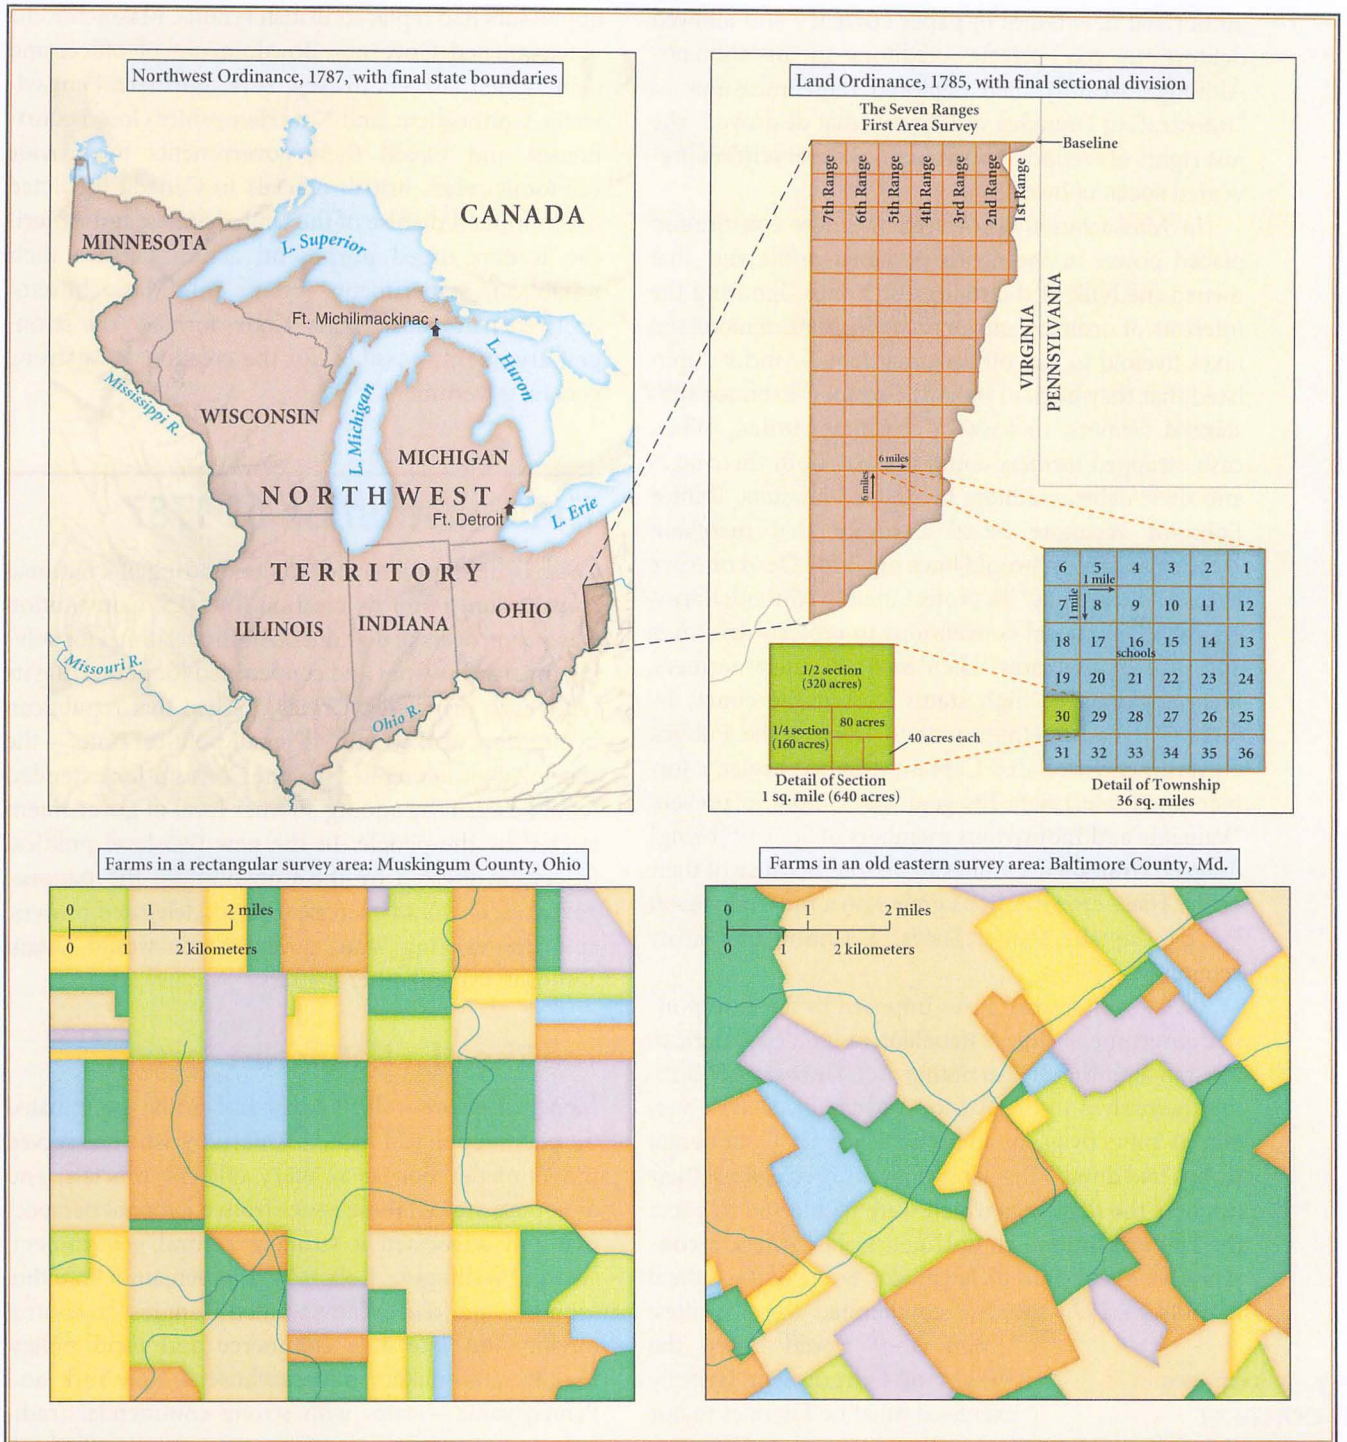 Northwest Ordinance, 1787, with final state boundaries
CANADA
MINNESOTA
L. Superior
Ft. Michilimackinac
L. Huron
Mississippi R.
WISCONSIN
L. Michigan
MICHIGAN
NORTHWEST
Ft. Detroit
L. Erie
TERRITORY
OHIO
ILLINOIS
INDIANA
Missouri R.
Ohio R.
Land Ordinance, 1785, with final sectional division
The Seven Ranges
First Area Survey
Baseline
7th Range
6th Range
5th Range
4th Range
3rd Range
2nd Range
1st Range
VIRGINIA
PENNSYLVANIA
6 miles
6 miles
6 5 4 3 2 1
1 mile
1 mile
7 8 9 10 11 12
18 17 16 15 14 13
schools
19 20 21 22 23 24
30 29 28 27 26 25
31 32 33 34 35 36
Detail of Township
36 sq. miles
1/2 section
(320 acres)
1/4 section
(160 acres)
80 acres
40 acres each
Detail of Section
1 sq. mile (640 acres)
Farms in a rectangular survey area: Muskingum County, Ohio
0 1 2 miles
0 1 2 kilometers
Farms in an old eastern survey area: Baltimore County, Md.
0 1 2 miles
0 1 2 kilometers